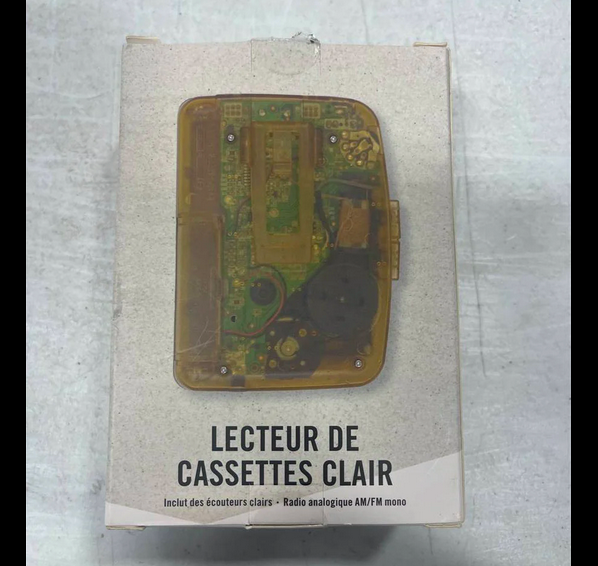 LECTEUR DE
CASSETTES CLAIR
Inclut des écouteurs clairs • Radio analogique AM/FM mono